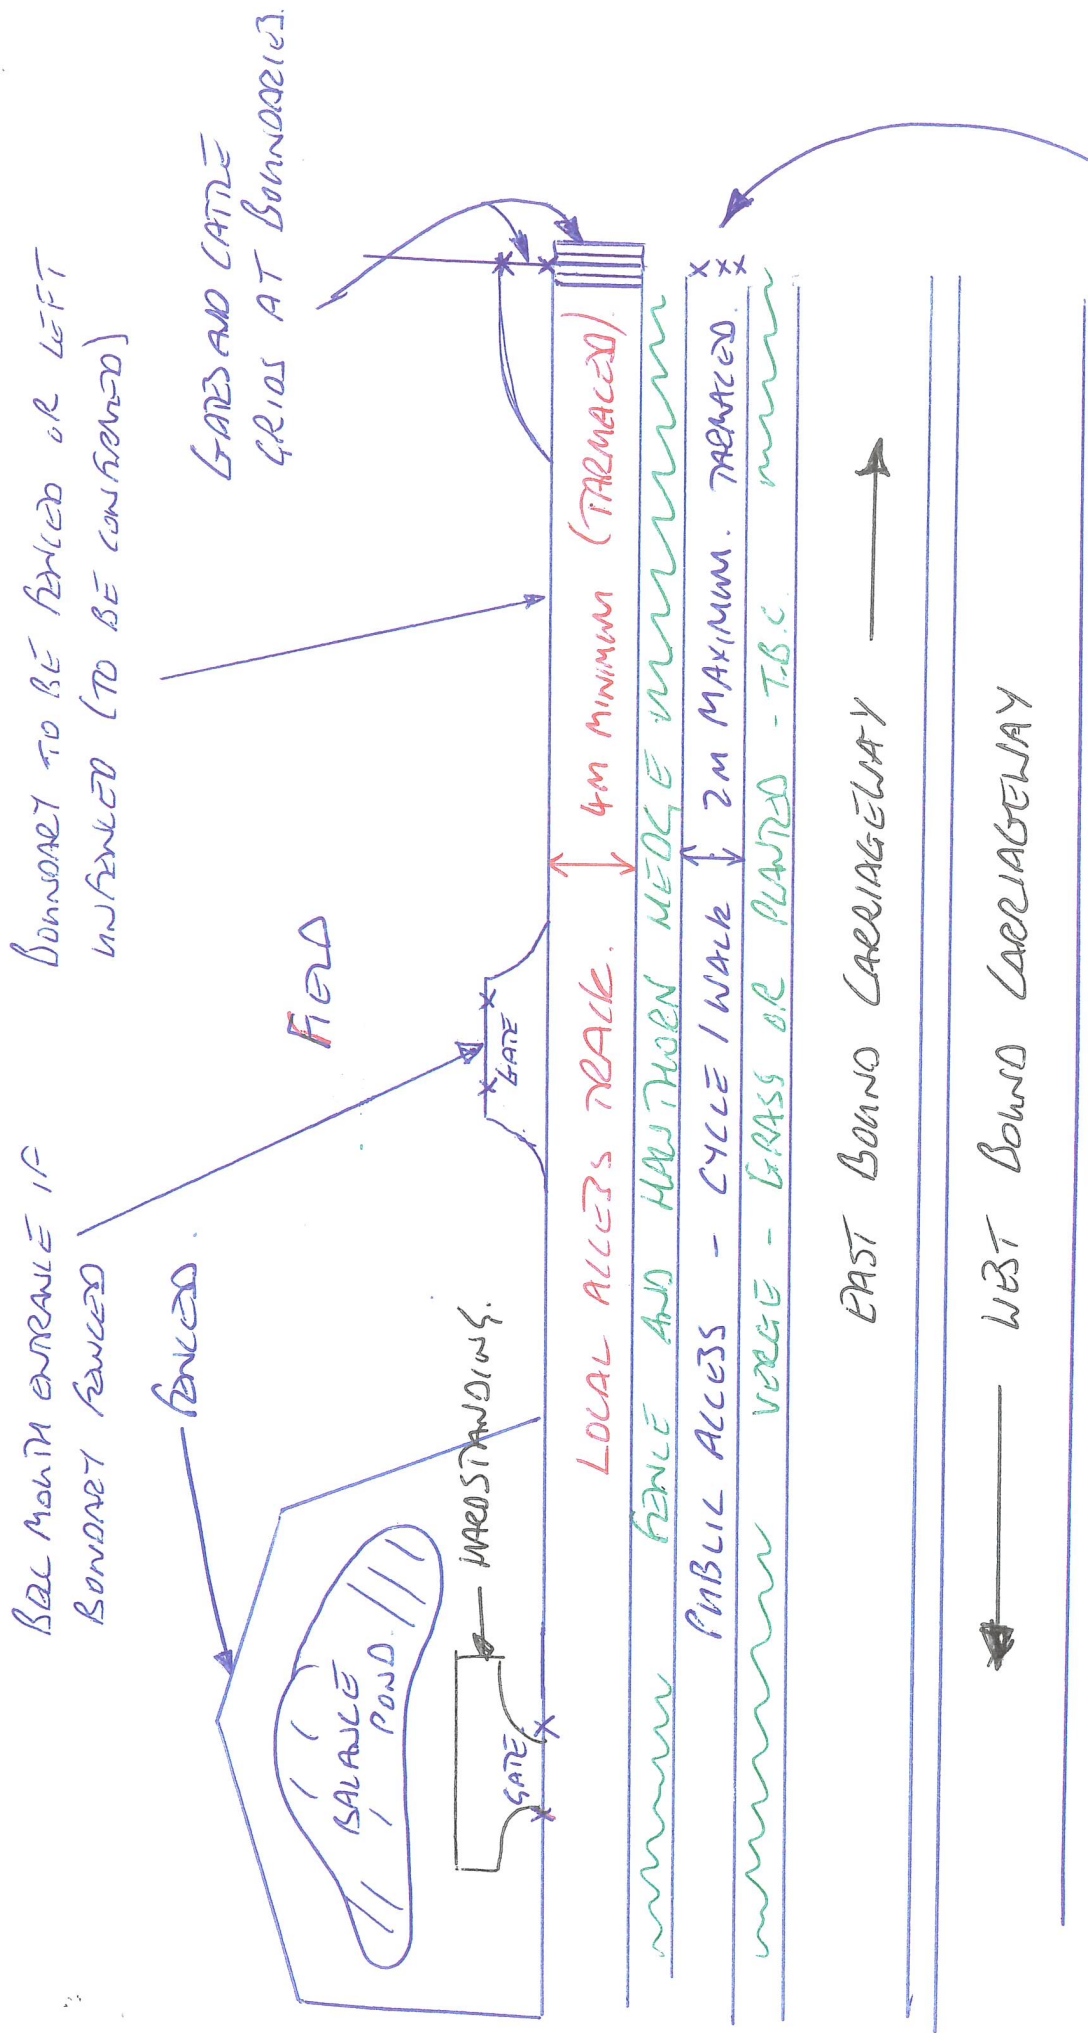 BELL MOUTH ENTRANCE IF
BONDARY FENCED
FENCED
BOUNDARY TO BE FENCED OR LEFT
UNFENCED (TO BE CONFIRMED)
GATES AND CATTLE
GRIDS AT BOUNDARIES.
FIELD
BALANCE
POND
HARDSTANDING.
GATE
GATE
LOCAL ACCESS TRACK. 4M MINIMUM (TARMACED)
FENCE AND HAWTHORN HEDGE
PUBLIC ACCESS - CYCLE / WALK 2M MAXIMUM. TARMACED.
VERGE - GRASS OR PLANTED - T.B.C
EAST BOUND CARRIAGEWAY
WEST BOUND CARRIAGEWAY